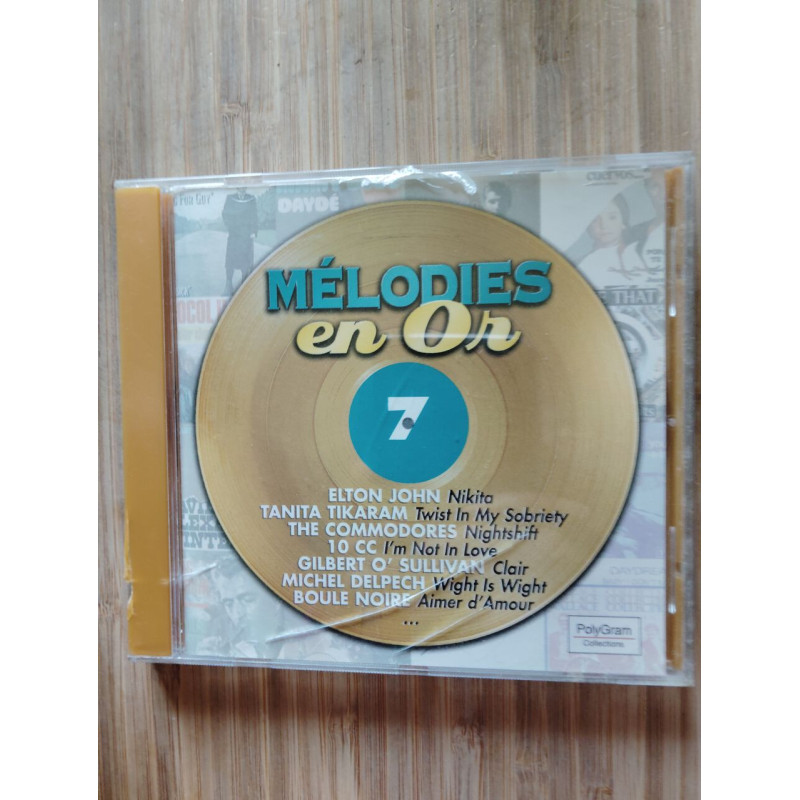 DAYDÉ
MÉLODIES
en Or
7
ELTON JOHN Nikita
TANITA TIKARAM Twist In My Sobriety
THE COMMODORES Nightshift
10 CC I'm Not In Love
GILBERT O' SULLIVAN Clair
MICHEL DELPECH Wight Is Wight
BOULE NOIRE Aimer d'Amour
...
PolyGram
Collections